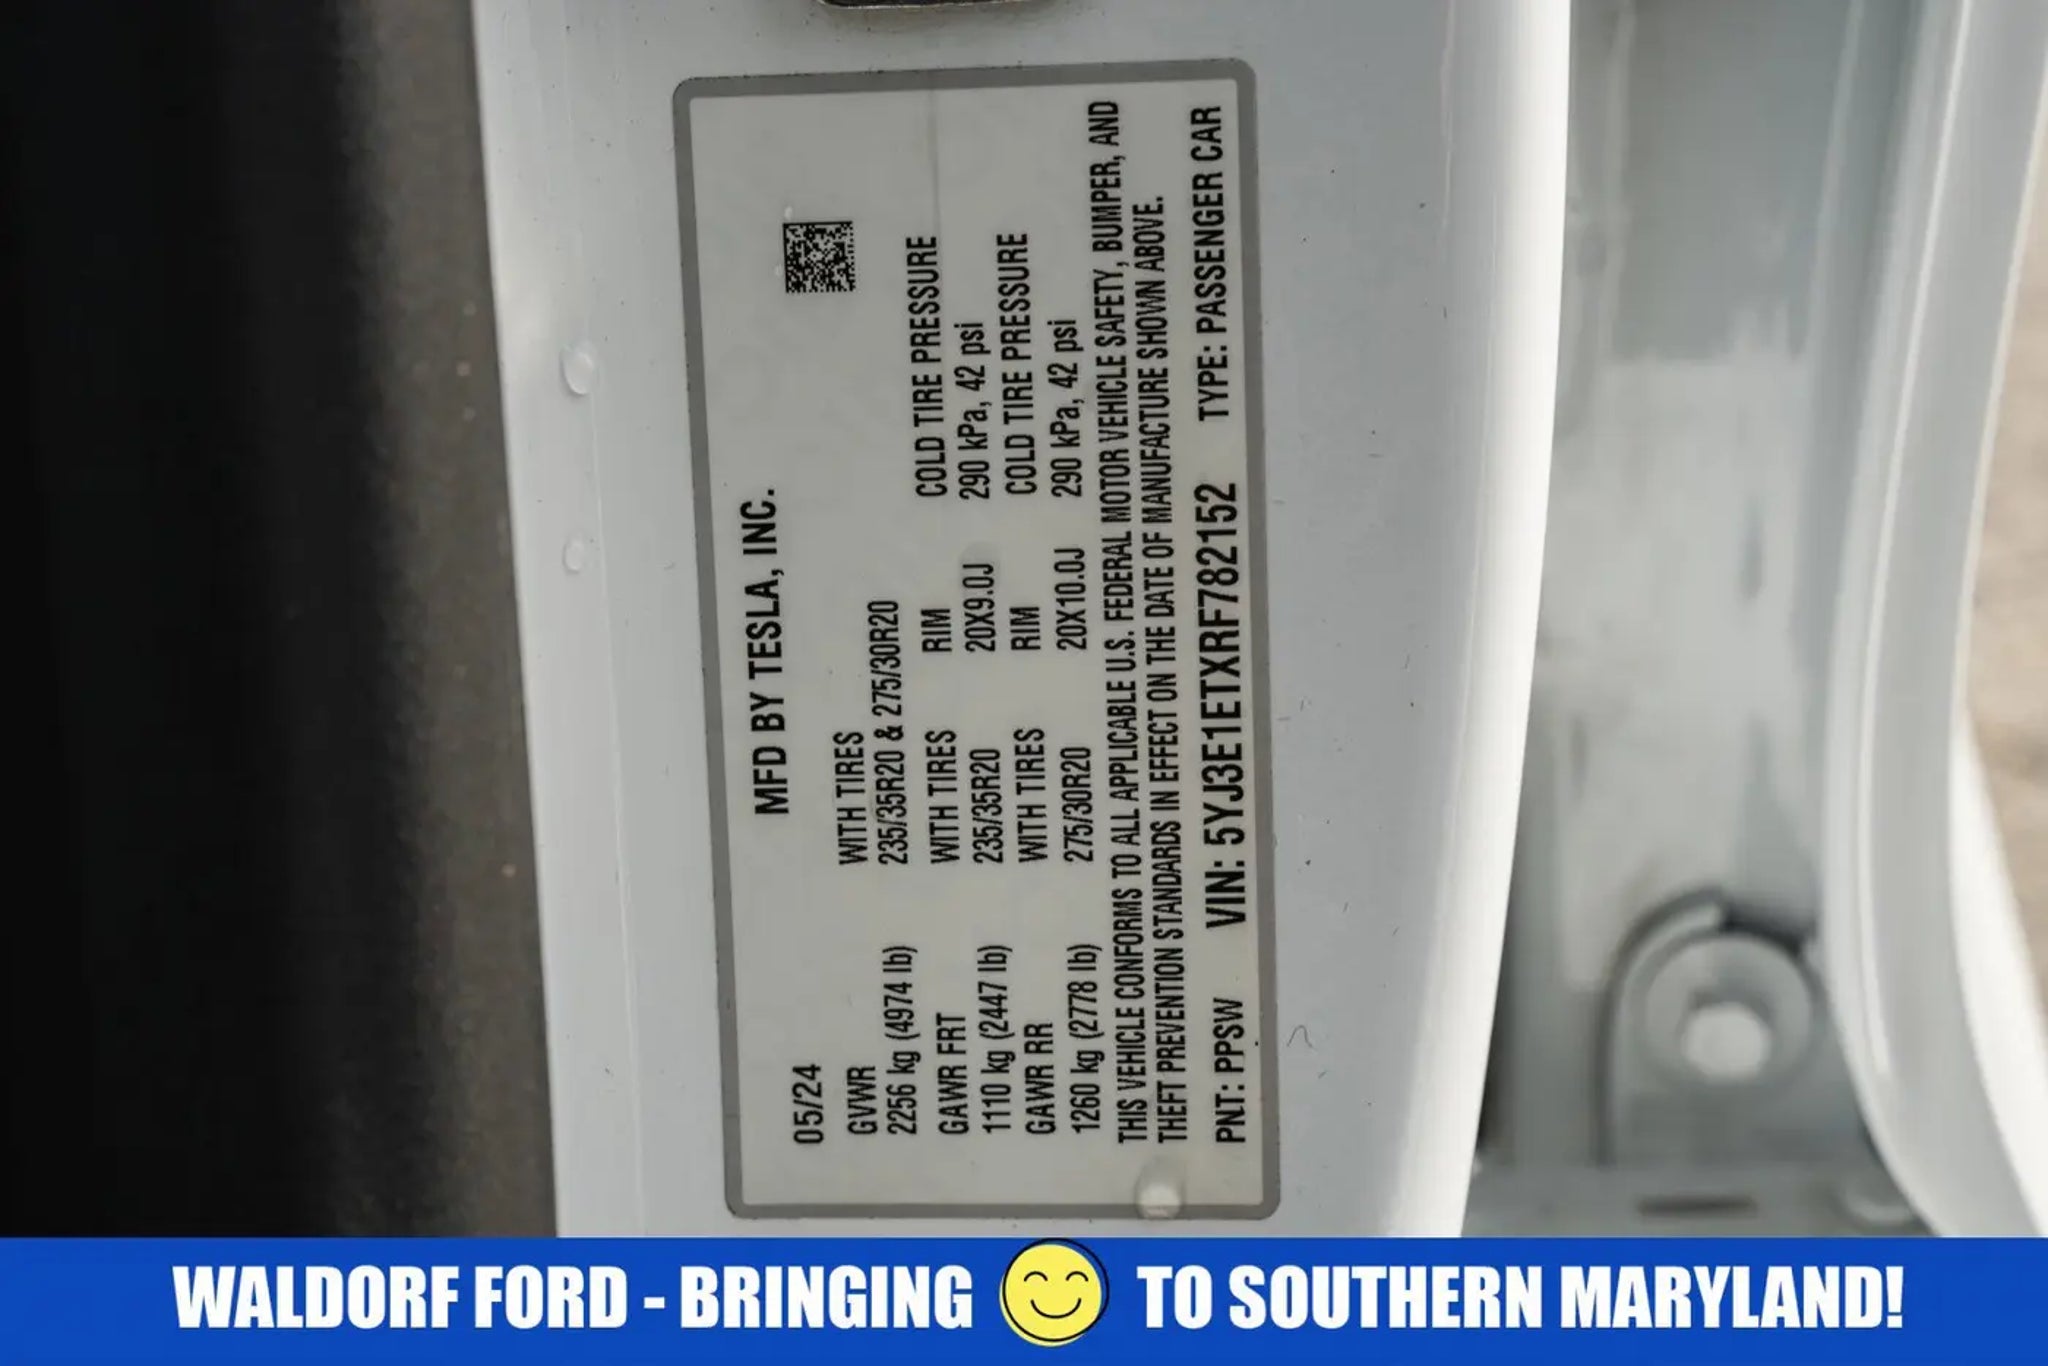 MFD BY TESLA, INC.
05/24
GVWR WITH TIRES
2256 kg (4974 lb) 235/35R20 & 275/30R20
GAWR FRT WITH TIRES RIM COLD TIRE PRESSURE
1110 kg (2447 lb) 235/35R20 20X9.0J 290 kPa, 42 psi
GAWR RR WITH TIRES RIM COLD TIRE PRESSURE
1260 kg (2778 lb) 275/30R20 20X10.0J 290 kPa, 42 psi
THIS VEHICLE CONFORMS TO ALL APPLICABLE U.S. FEDERAL MOTOR VEHICLE SAFETY, BUMPER, AND
THEFT PREVENTION STANDARDS IN EFFECT ON THE DATE OF MANUFACTURE SHOWN ABOVE.
PNT: PPSW VIN: 5YJ3E1ETXRF782152 TYPE: PASSENGER CAR
WALDORF FORD - BRINGING TO SOUTHERN MARYLAND!